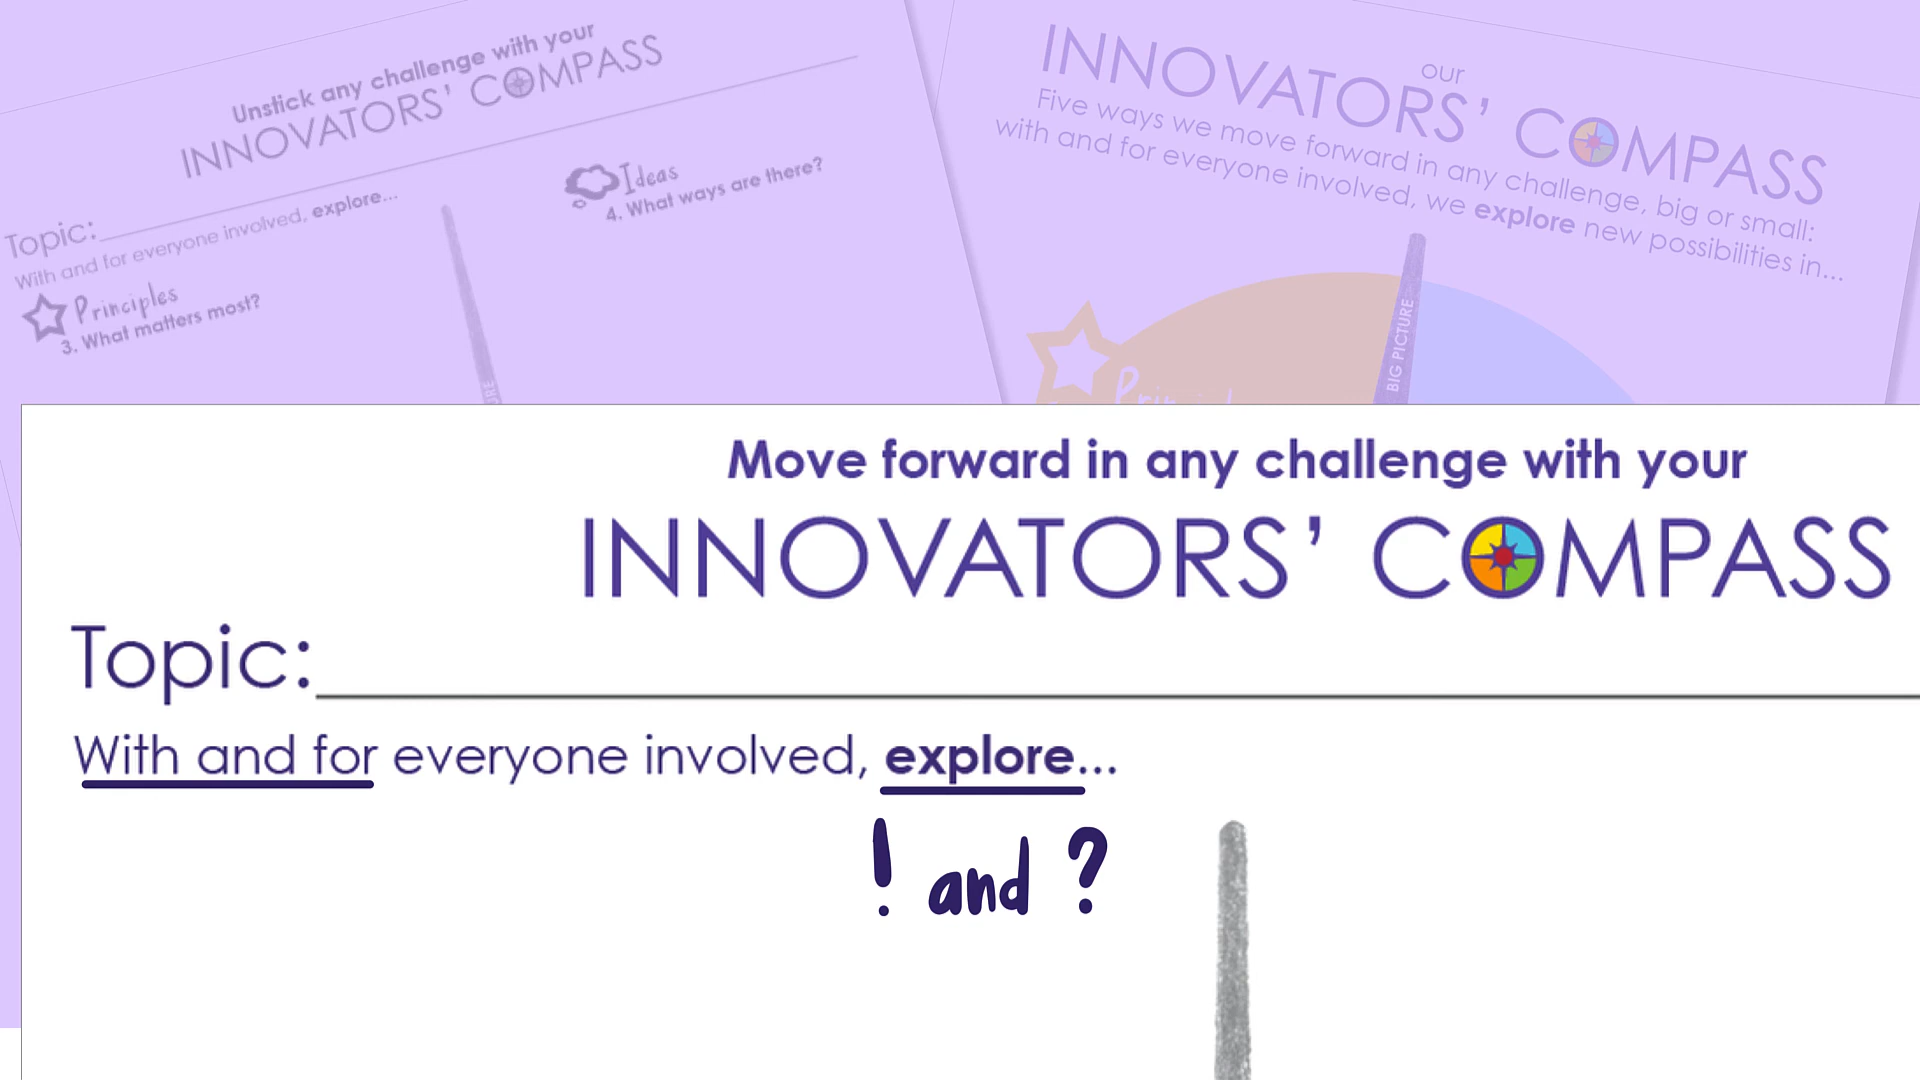 Unstick any challenge with your
INNOVATORS’ COMPASS
Topic:
With and for everyone involved, explore...
Principles
3. What matters most?
Ideas
4. What ways are there?
our
INNOVATORS’ COMPASS
Five ways we move forward in any challenge, big or small:
with and for everyone involved, we explore new possibilities in...
BIG PICTURE
Move forward in any challenge with your
INNOVATORS’ COMPASS
Topic:
With and for everyone involved, explore...
! and ?